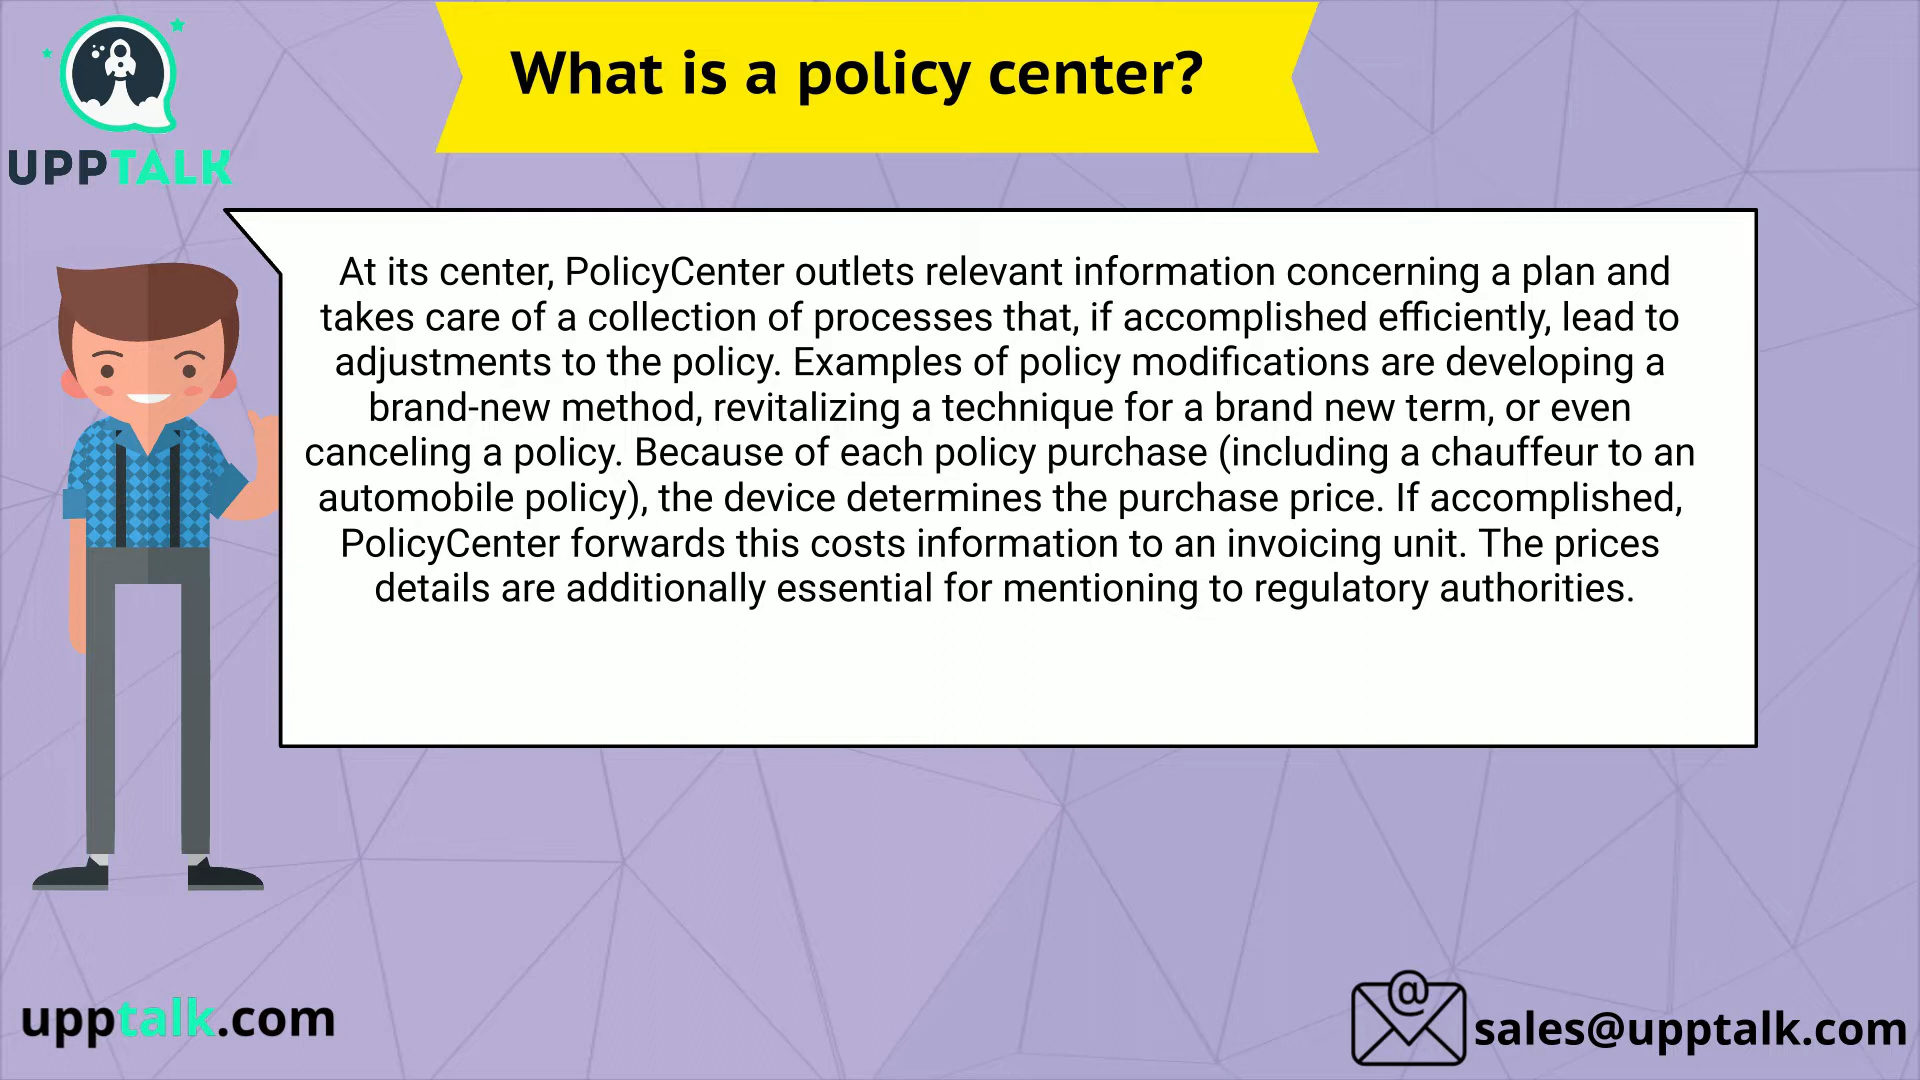 UPPTALK
What is a policy center?
At its center, PolicyCenter outlets relevant information concerning a plan and
takes care of a collection of processes that, if accomplished efficiently, lead to
adjustments to the policy. Examples of policy modifications are developing a
brand-new method, revitalizing a technique for a brand new term, or even
canceling a policy. Because of each policy purchase (including a chauffeur to an
automobile policy), the device determines the purchase price. If accomplished,
PolicyCenter forwards this costs information to an invoicing unit. The prices
details are additionally essential for mentioning to regulatory authorities.
upptalk.com
@
sales@upptalk.com